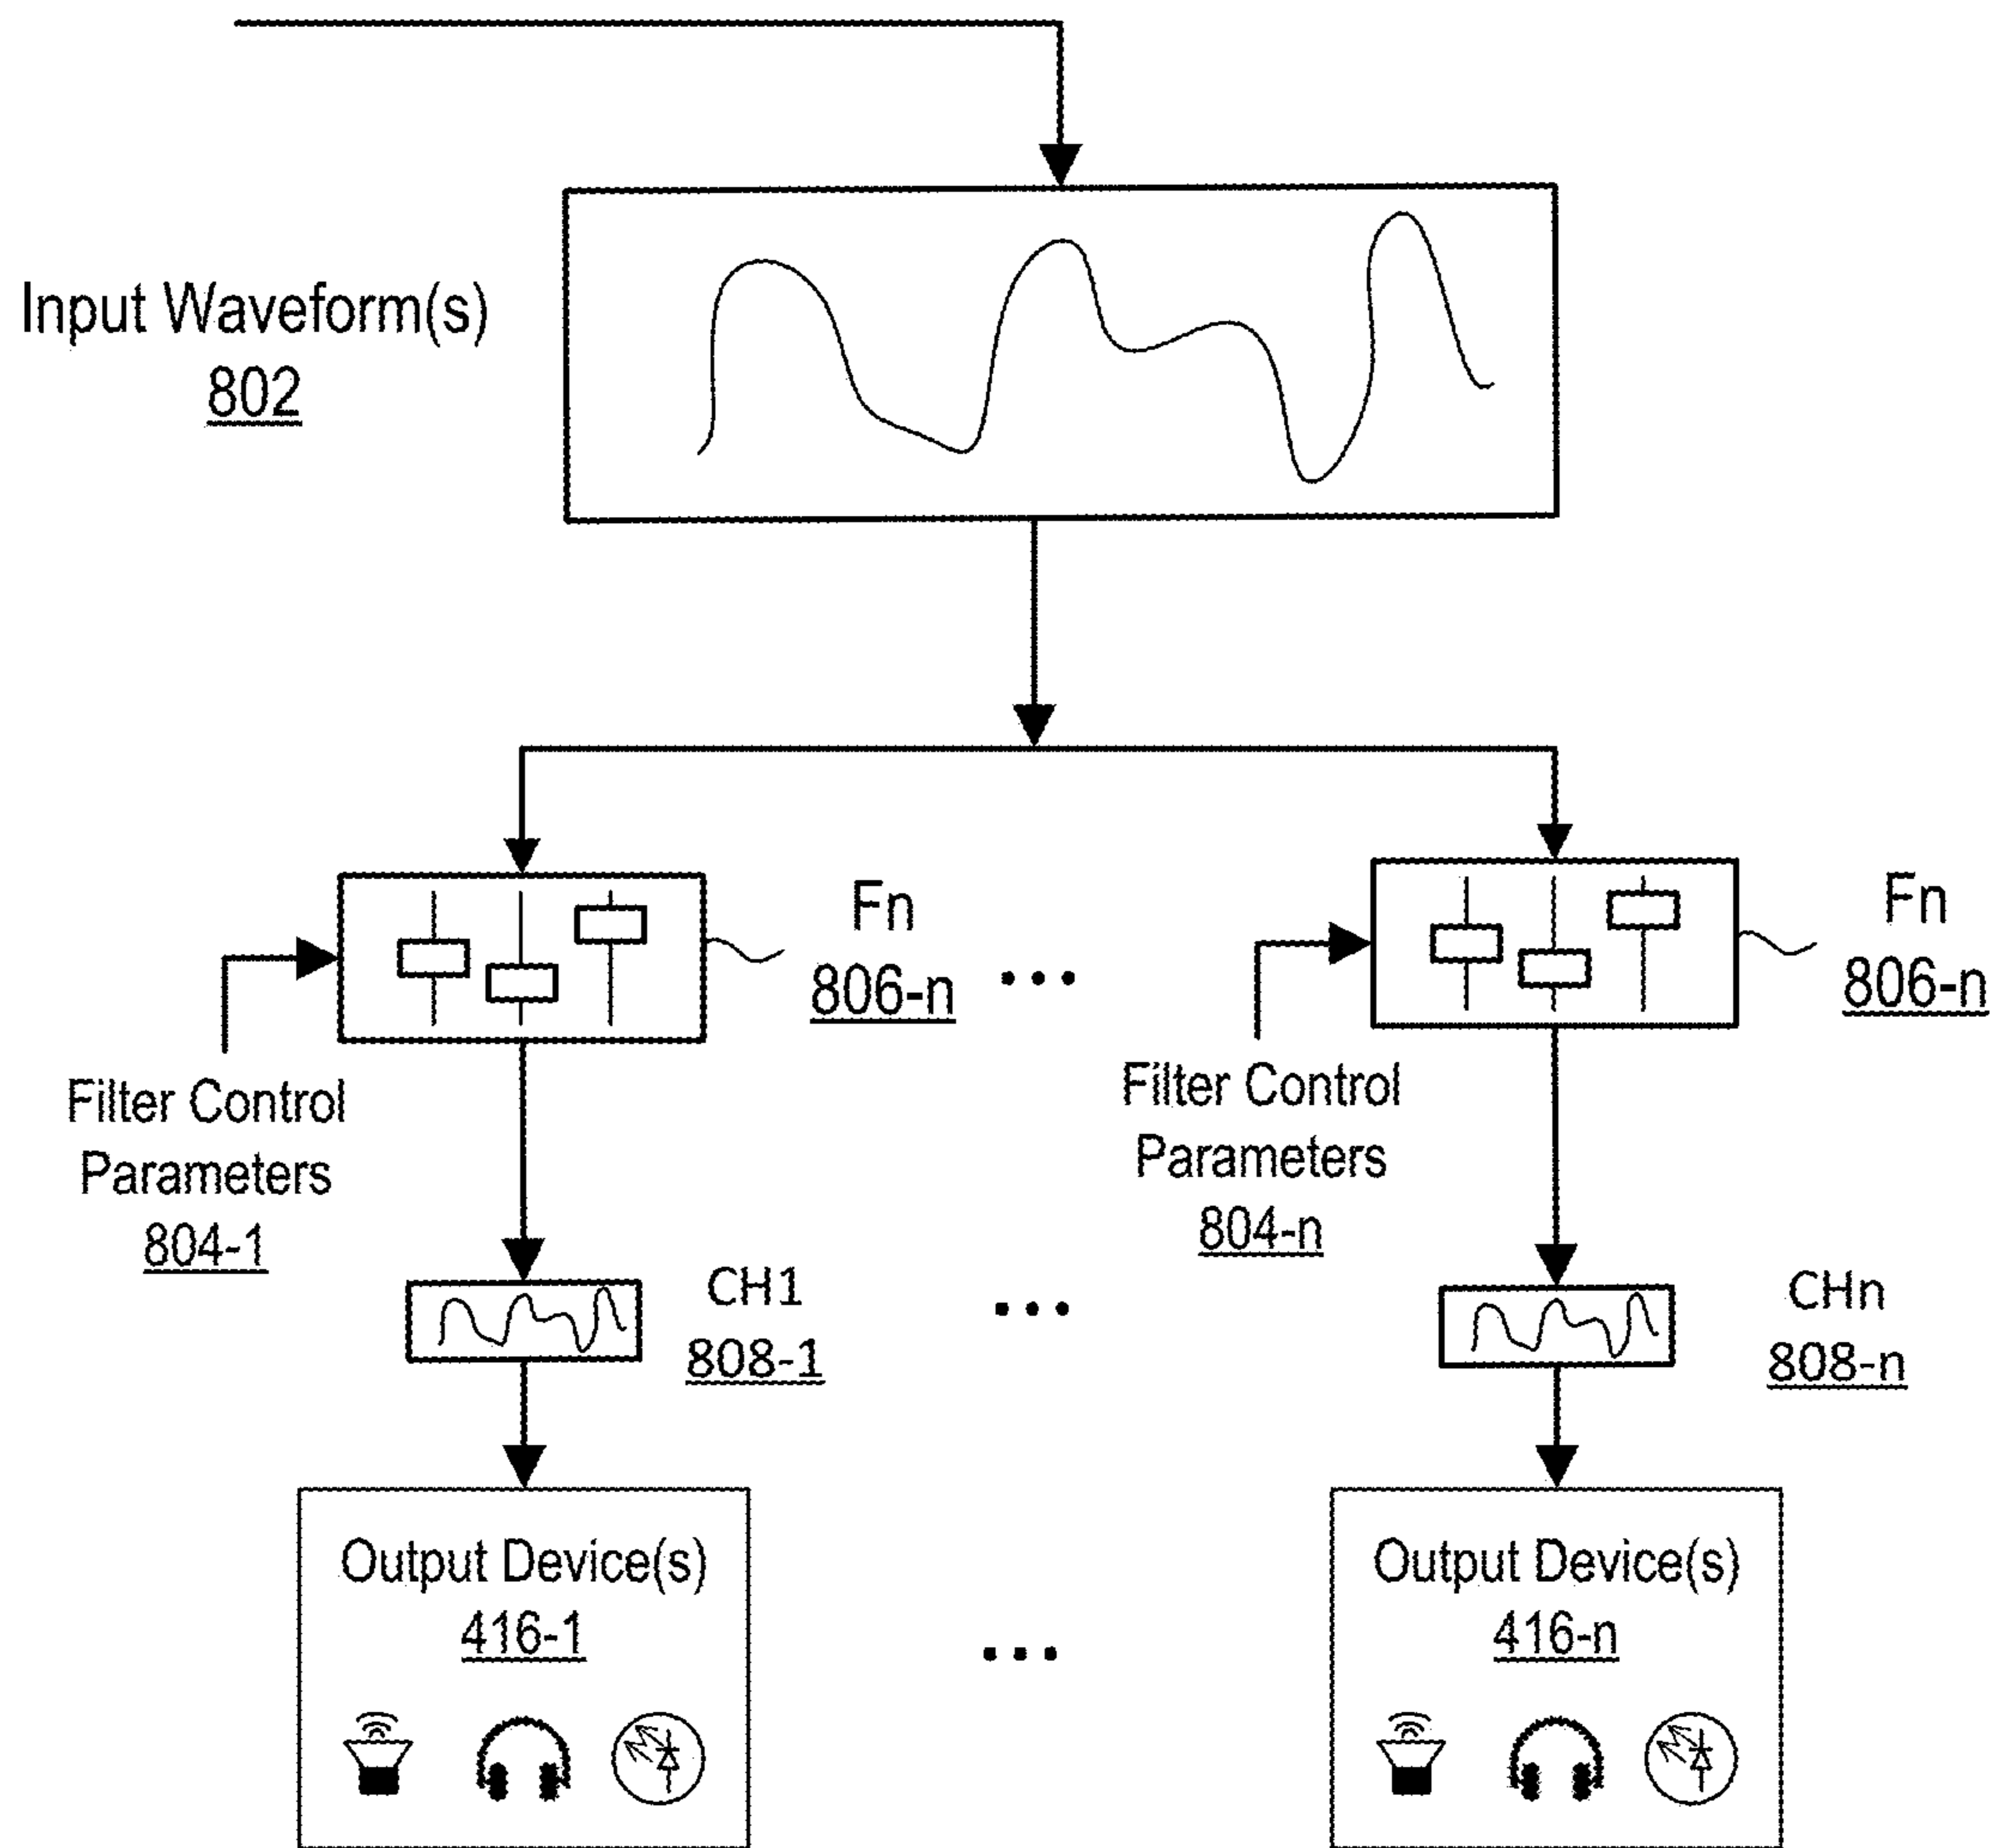 Input Waveform(s)
802
Fn
806-n
...
Fn
806-n
Filter Control
Parameters
804-1
Filter Control
Parameters
804-n
CH1
808-1
...
CHn
808-n
Output Device(s)
416-1
...
Output Device(s)
416-n